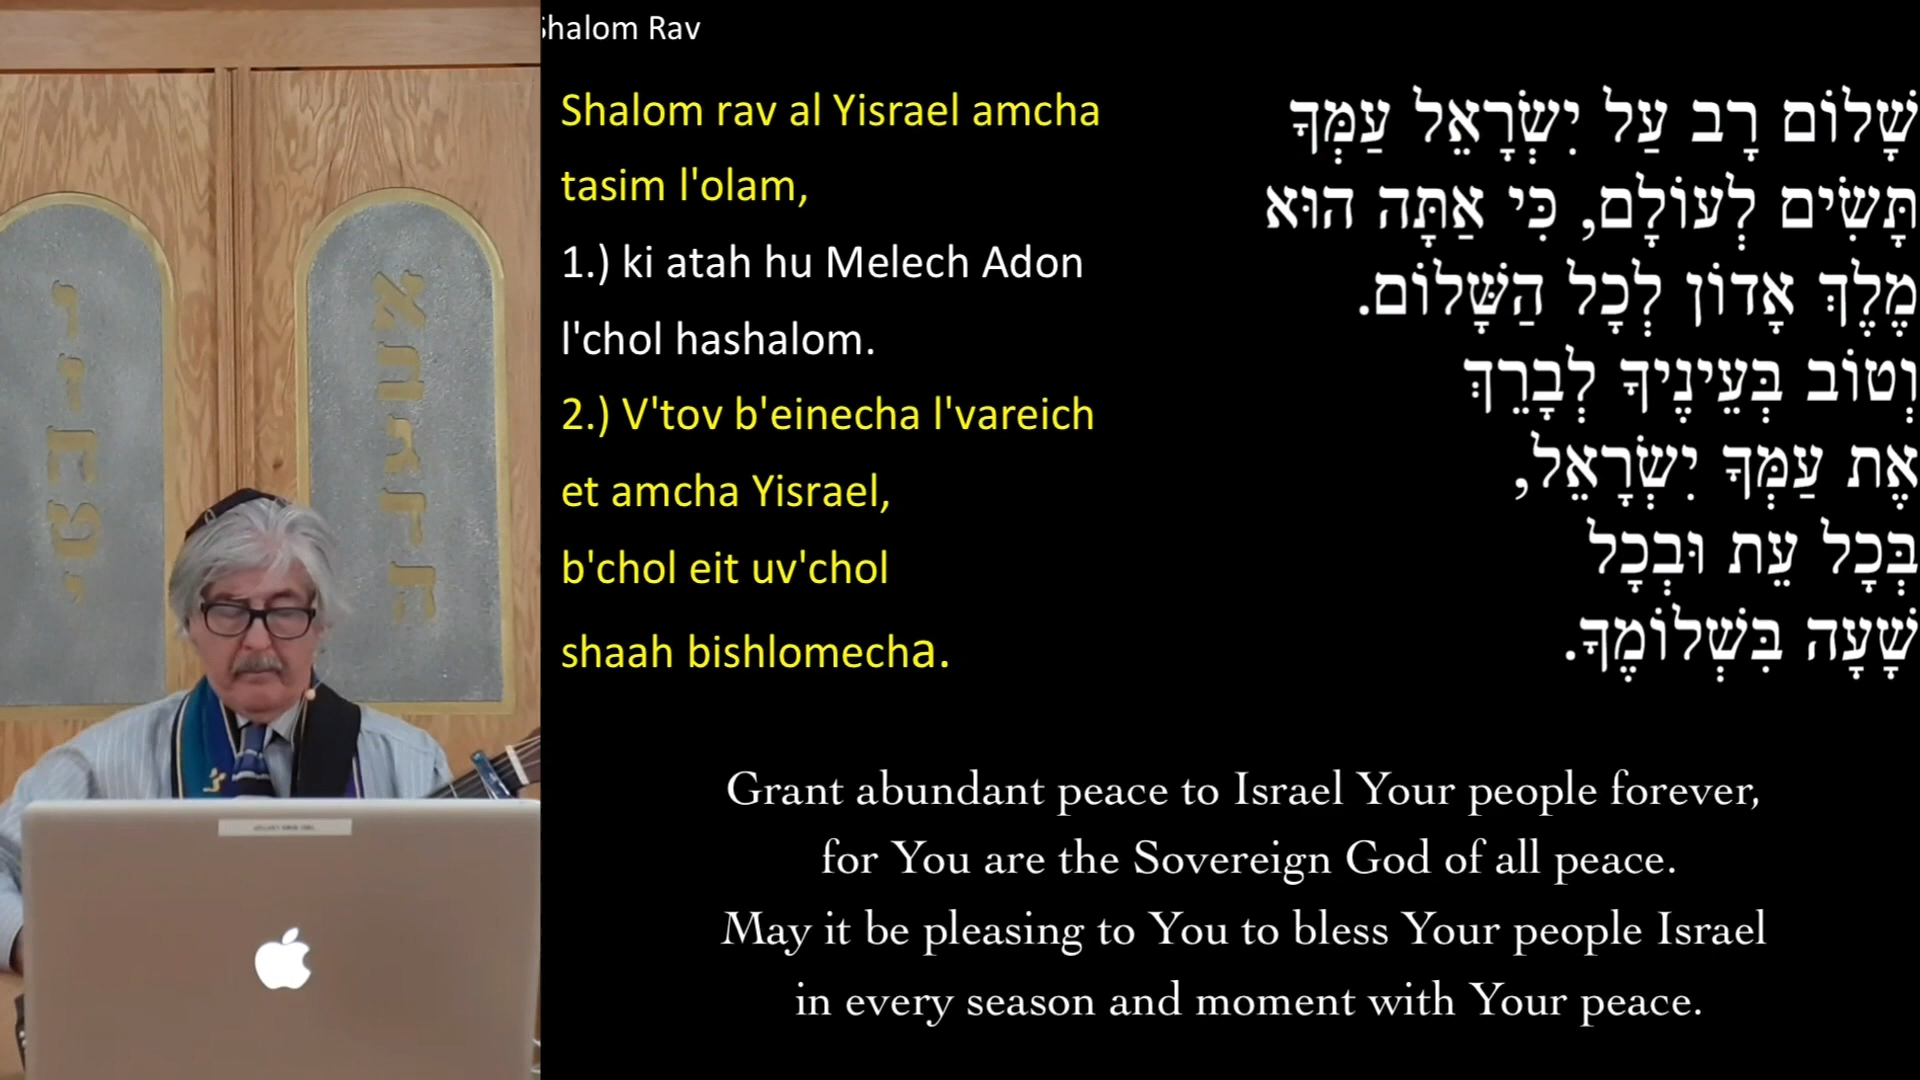 Shalom Rav
Shalom rav al Yisrael amcha
tasim l'olam,
1.) ki atah hu Melech Adon
l'chol hashalom.
2.) V'tov b'einecha l'vareich
et amcha Yisrael,
b'chol eit uv'chol
shaah bishlomecha.
שָׁלוֹם רָב עַל יִשְׂרָאֵל עַמְּךָ
תָּשִׂים לְעוֹלָם, כִּי אַתָּה הוּא
מֶלֶךְ אָדוֹן לְכָל הַשָּׁלוֹם.
וְטוֹב בְּעֵינֶיךָ לְבָרֵךְ
אֶת עַמְּךָ יִשְׂרָאֵל,
בְּכָל עֵת וּבְכָל
שָׁעָה בִּשְׁלוֹמֶךָ.
Grant abundant peace to Israel Your people forever,
for You are the Sovereign God of all peace.
May it be pleasing to You to bless Your people Israel
in every season and moment with Your peace.
א
ב
ג
ד
ה
ו
ז
ח
ט
י